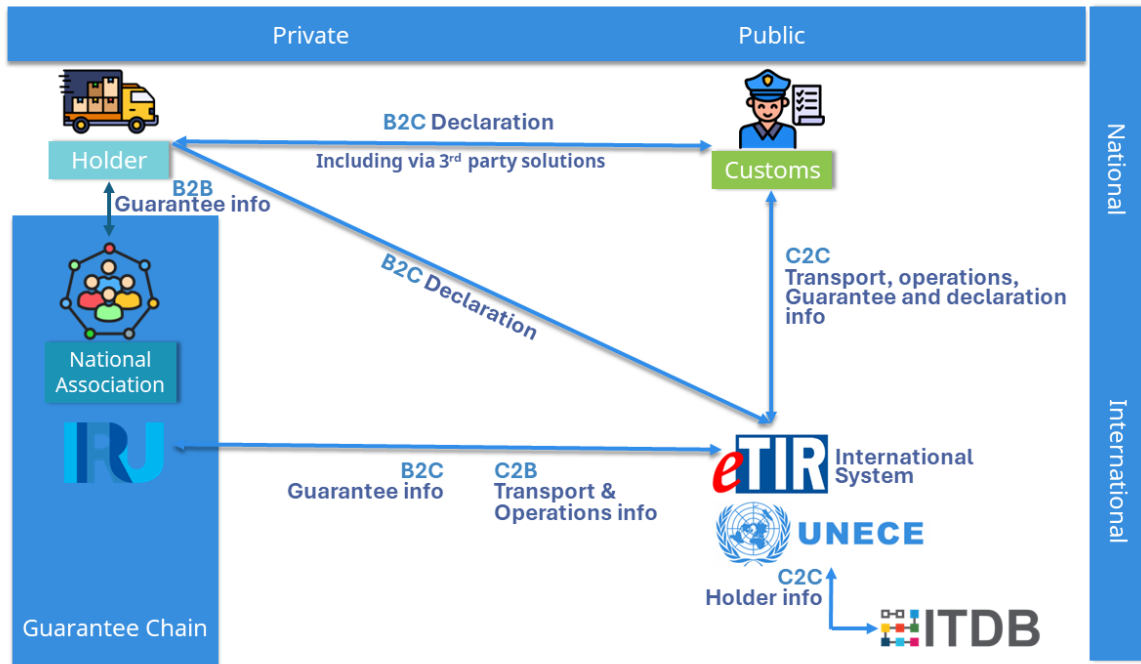 Private
Public
National
International
B2C Declaration
Including via 3rd party solutions
Holder
Customs
B2B
Guarantee info
B2C Declaration
C2C
Transport, operations,
Guarantee and declaration
info
National
Association
IRU
B2C
Guarantee info
C2B
Transport &
Operations info
eTIR
International
System
UNECE
C2C
Holder info
ITDB
Guarantee Chain